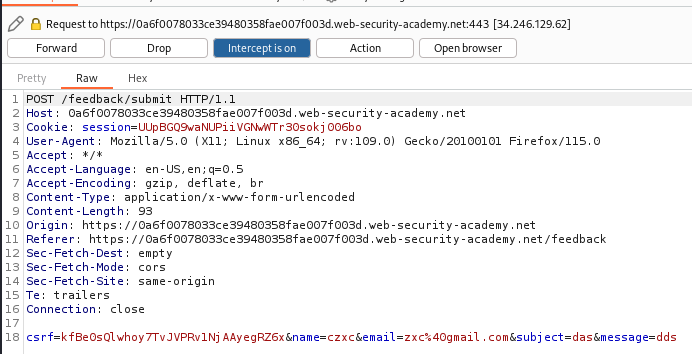 Request to https://0a6f0078033ce39480358fae007f003d.web-security-academy.net:443 [34.246.129.62]
Forward Drop Intercept is on Action Open browser
Pretty Raw Hex
1 POST /feedback/submit HTTP/1.1
2 Host: 0a6f0078033ce39480358fae007f003d.web-security-academy.net
3 Cookie: session=UUpBGQ9waNUPiiVGNwWTr30sokj006bo
4 User-Agent: Mozilla/5.0 (X11; Linux x86_64; rv:109.0) Gecko/20100101 Firefox/115.0
5 Accept: */*
6 Accept-Language: en-US,en;q=0.5
7 Accept-Encoding: gzip, deflate, br
8 Content-Type: application/x-www-form-urlencoded
9 Content-Length: 93
10 Origin: https://0a6f0078033ce39480358fae007f003d.web-security-academy.net
11 Referer: https://0a6f0078033ce39480358fae007f003d.web-security-academy.net/feedback
12 Sec-Fetch-Dest: empty
13 Sec-Fetch-Mode: cors
14 Sec-Fetch-Site: same-origin
15 Te: trailers
16 Connection: close
17
18 csrf=kfBe0sQlwhoy7TvJVPRv1NjAAyegRZ6x&name=czxc&email=zxc%40gmail.com&subject=das&message=dds